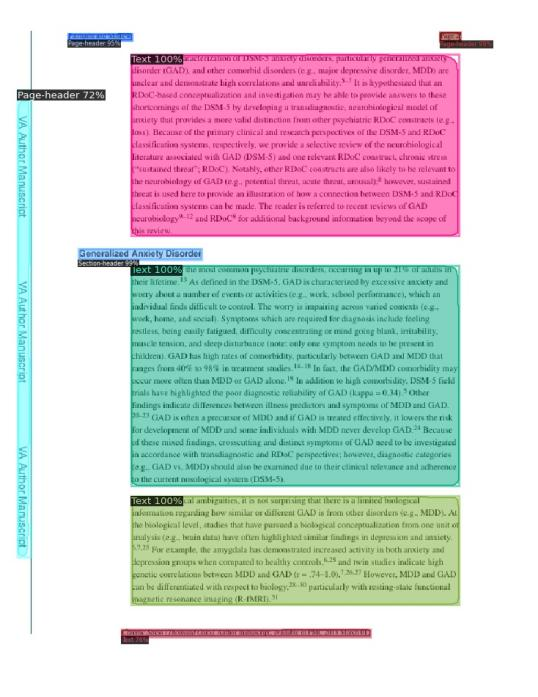 Page-header 95%
Page
Page-header 98%
Page-header 72%
VA Author Manuscript
VA Author Manuscript
VA Author Manuscript
Text 100% acterization of DSM-5 anxiety disorders, particularly generalized anxiety
disorder (GAD), and other comorbid disorders (e.g., major depressive disorder, MDD) are
unclear and demonstrate high correlations and unreliability.5–7 It is hypothesized that an
RDoC-based conceptualization and investigation may be able to provide answers to these
shortcomings of the DSM-5 by developing a transdiagnostic, neurobiological model of
anxiety that provides a more valid distinction from other psychiatric RDoC constructs (e.g.,
loss). Because of the primary clinical and research perspectives of the DSM-5 and RDoC
classification systems, respectively, we provide a selective review of the neurobiological
literature associated with GAD (DSM-5) and one relevant RDoC construct, chronic stress
("sustained threat"; RDoC). Notably, other RDoC constructs are also likely to be relevant to
the neurobiology of GAD (e.g., potential threat, acute threat, arousal);8 however, sustained
threat is used here to provide an illustration of how a connection between DSM-5 and RDoC
classification systems can be made. The reader is referred to recent reviews of GAD
neurobiology9–12 and RDoC8 for additional background information beyond the scope of
this review.
Generalized Anxiety Disorder
Section-header 99%
Text 100% the most common psychiatric disorders, occurring in up to 21% of adults in
their lifetime.13 As defined in the DSM-5, GAD is characterized by excessive anxiety and
worry about a number of events or activities (e.g., work, school performance), which an
individual finds difficult to control. The worry is impairing across varied contexts (e.g.,
work, home, and social). Symptoms which are required for diagnosis include feeling
restless, being easily fatigued, difficulty concentrating or mind going blank, irritability,
muscle tension, and sleep disturbance (note: only one symptom needs to be present in
children). GAD has high rates of comorbidity, particularly between GAD and MDD that
ranges from 40% to 98% in treatment studies.14–18 In fact, the GAD/MDD comorbidity may
occur more often than MDD or GAD alone.19 In addition to high comorbidity, DSM-5 field
trials have highlighted the poor diagnostic reliability of GAD (kappa = 0.34).5 Other
findings indicate differences between illness predictors and symptoms of MDD and GAD.
20–23 GAD is often a precursor of MDD and if GAD is treated effectively, it lowers the risk
for development of MDD and some individuals with MDD never develop GAD.24 Because
of these mixed findings, crosscutting and distinct symptoms of GAD need to be investigated
in accordance with transdiagnostic and RDoC perspectives; however, diagnostic categories
(e.g., GAD vs. MDD) should also be examined due to their clinical relevance and adherence
to the current nosological system (DSM-5).
Text 100% cal ambiguities, it is not surprising that there is a limited biological
information regarding how similar or different GAD is from other disorders (e.g., MDD). At
the biological level, studies that have pursued a biological conceptualization from one unit of
analysis (e.g., brain data) have often highlighted similar findings in depression and anxiety.
5,7,25 For example, the amygdala has demonstrated increased activity in both anxiety and
depression groups when compared to healthy controls,6,25 and twin studies indicate high
genetic correlations between MDD and GAD (r = .74–1.0).7,26,27 However, MDD and GAD
can be differentiated with respect to biology,28–30 particularly with resting-state functional
magnetic resonance imaging (R-fMRI).31